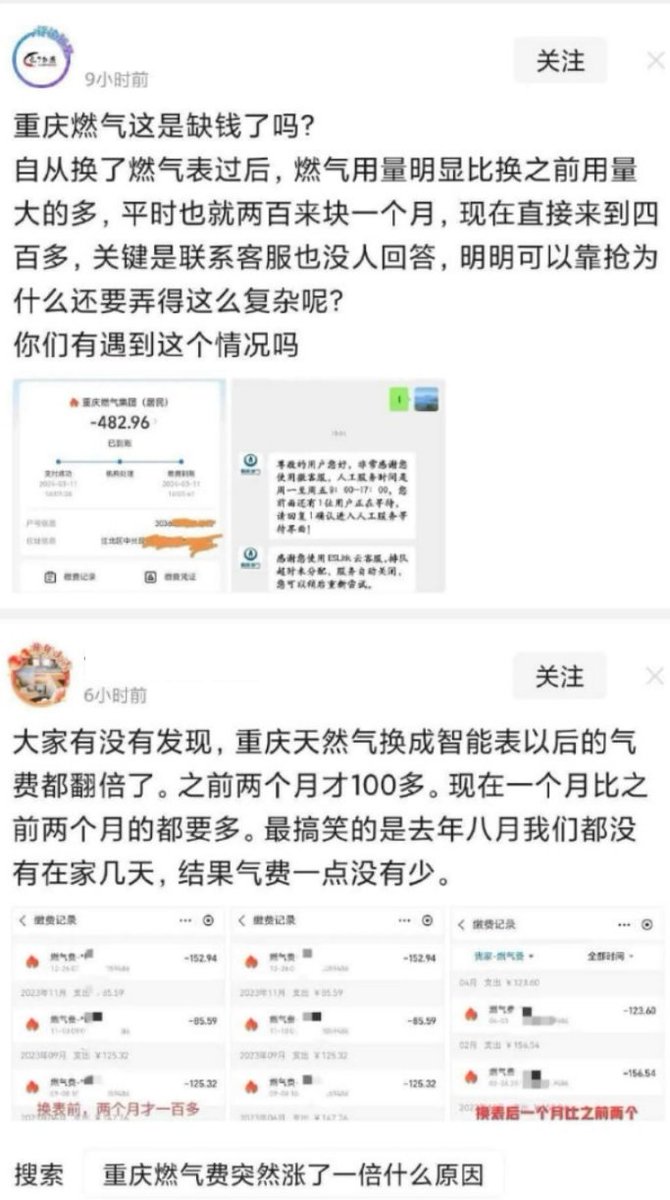 9小时前
关注
重庆燃气这是缺钱了吗?
自从换了燃气表过后，燃气用量明显比换之前用量
大的多，平时也就两百来块一个月，现在直接来到四
百多，关键是联系客服也没人回答，明明可以靠抢为
什么还要弄得这么复杂呢?
你们有遇到这个情况吗
重庆燃气集团（居民）
-482.96
已到账
支付成功 机构处理 缴费到账
2024-03-11 2024-03-11
户号信息
住址信息
缴费记录 缴费凭证
1
尊敬的用户您好，非常感谢您
使用微客服，人工服务时间是
周一至周五9：00-17：00，您
前面还有1位用户正在等待，
请回复1确认进入人工服务等
待界面!
感谢您使用ESLink云客服，排队
超时未分配，服务自动关闭，
您可以稍后重新尝试。
6小时前
关注
大家有没有发现，重庆天然气换成智能表以后的气
费都翻倍了。之前两个月才100多。现在一个月比之
前两个月的都要多。最搞笑的是去年八月我们都没
有在家几天，结果气费一点没有少。
缴费记录
燃气费
-152.94
2023年11月 支出 ¥85.59
燃气费
-85.59
2023年09月 支出 ¥125.32
燃气费
-125.32
换表前，两个月才一百多
缴费记录
燃气费
-152.94
2023年11月 支出 ¥85.59
燃气费
-85.59
2023年09月 支出 ¥125.32
燃气费
-125.32
缴费记录
燃气费 全部时间
04月 支出 ¥123.60
燃气费
-123.60
02月 支出 ¥156.54
燃气费
-156.54
换表后一个月比之前两个
搜索 重庆燃气费突然涨了一倍什么原因